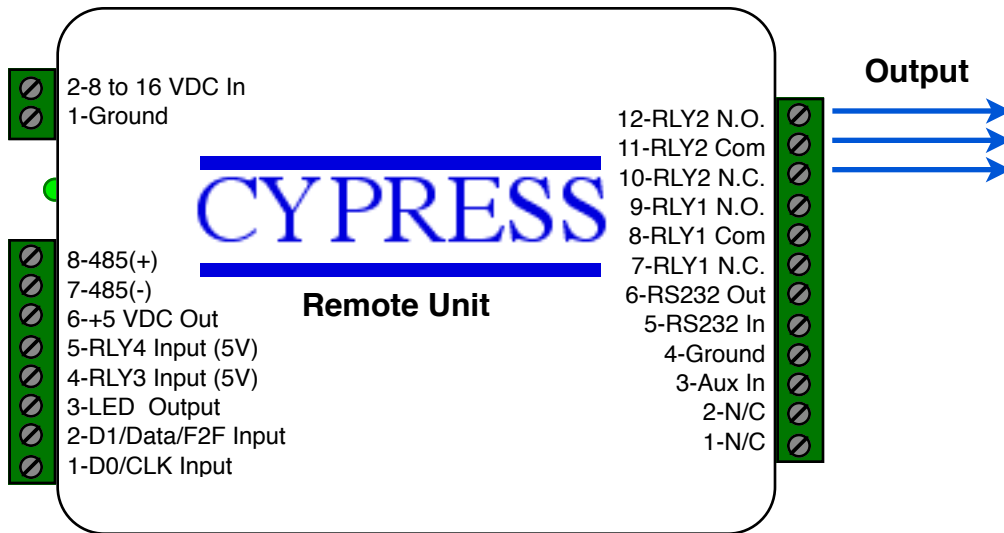 2-8 to 16 VDC In
1-Ground
8-485(+)
7-485(-)
6-+5 VDC Out
5-RLY4 Input (5V)
4-RLY3 Input (5V)
3-LED Output
2-D1/Data/F2F Input
1-D0/CLK Input
CYPRESS
Remote Unit
Output
12-RLY2 N.O.
11-RLY2 Com
10-RLY2 N.C.
9-RLY1 N.O.
8-RLY1 Com
7-RLY1 N.C.
6-RS232 Out
5-RS232 In
4-Ground
3-Aux In
2-N/C
1-N/C